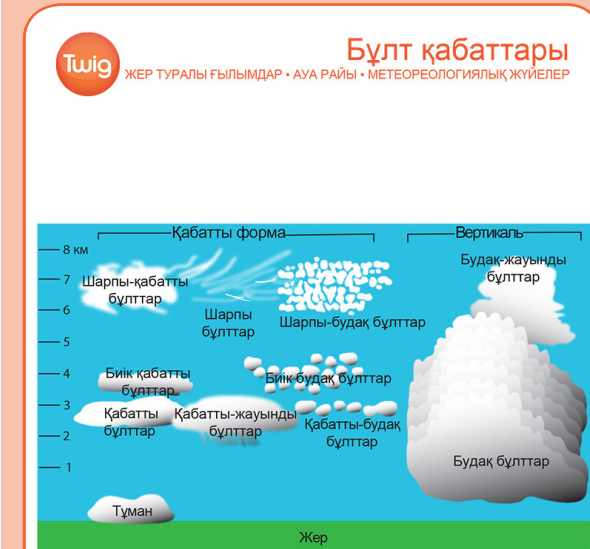 Twig
Бұлт қабаттары
ЖЕР ТУРАЛЫ ҒЫЛЫМДАР • АУА РАЙЫ • МЕТЕОРЕОЛОГИЯЛЫҚ ЖҮЙЕЛЕР
Қабатты форма
Вертикаль
8 км
7
6
5
4
3
2
1
Шарпы-қабатты
бұлттар
Шарпы
бұлттар
Шарпы-будақ бұлттар
Будақ-жауынды
бұлттар
Биік қабатты
бұлттар
Биік-будақ бұлттар
Қабатты
бұлттар
Қабатты-жауынды
бұлттар
Қабатты-будақ
бұлттар
Будақ бұлттар
Тұман
Жер